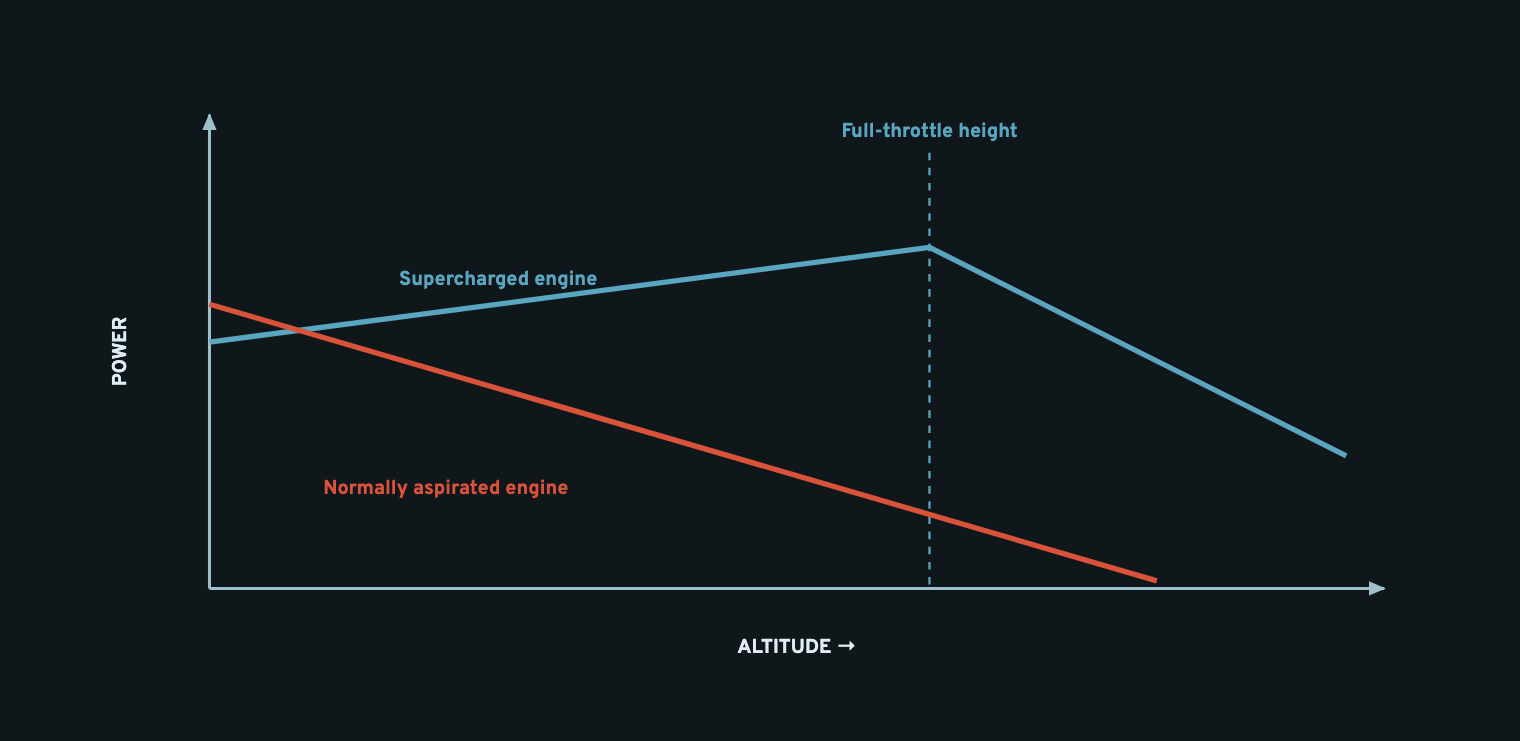 Full-throttle height
Supercharged engine
POWER
Normally aspirated engine
ALTITUDE →